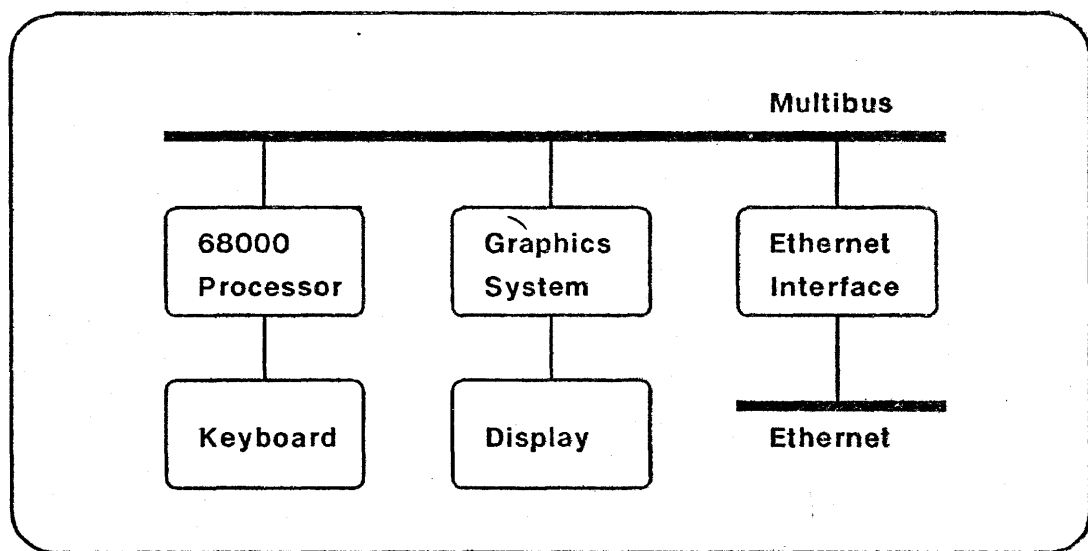 Multibus
68000
Processor
Graphics
System
Ethernet
Interface
Keyboard
Display
Ethernet